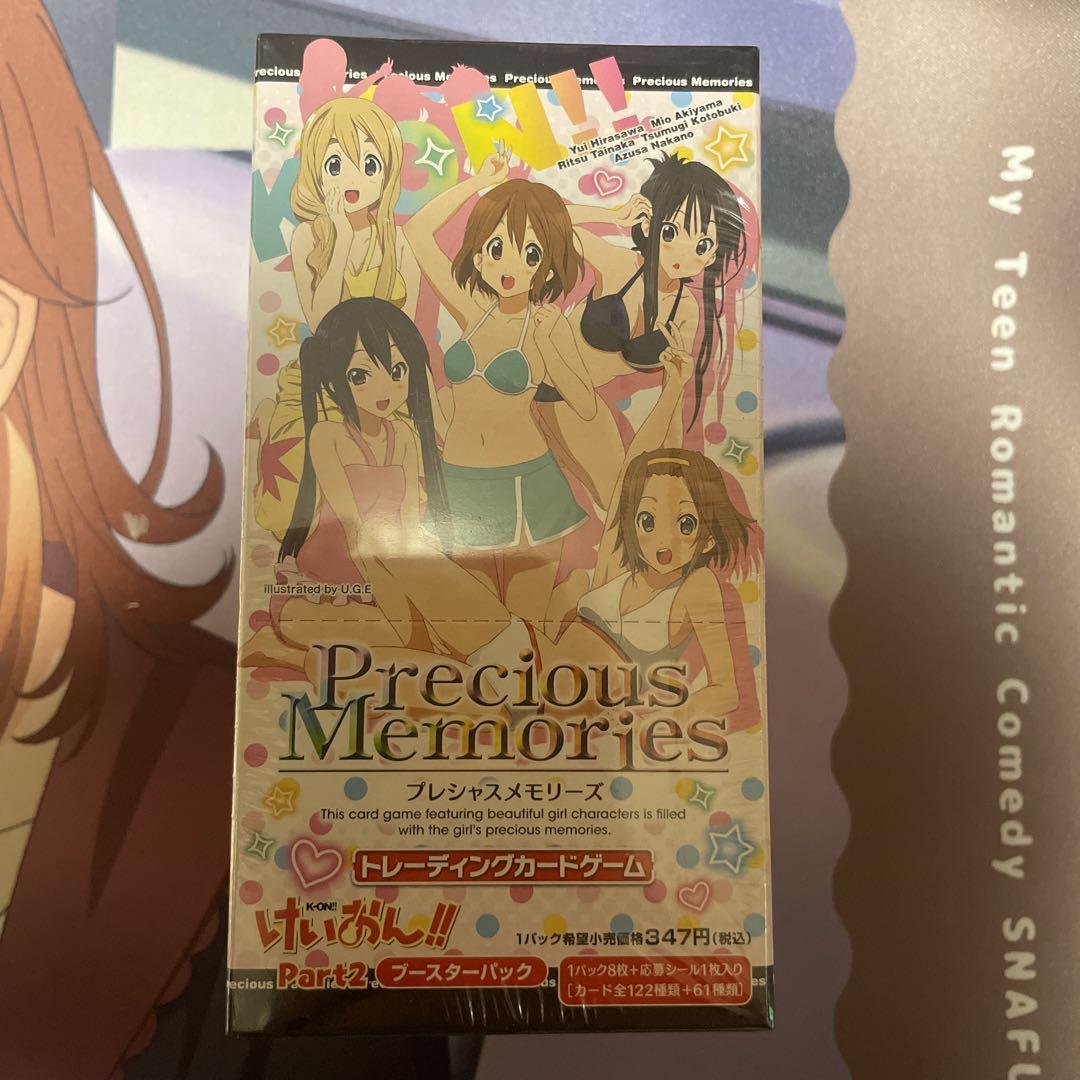 Precious Memories Precious Memories Precious Memories
K-ON!!
Yui Hirasawa Mio Akiyama
Ritsu Tainaka Tsumugi Kotobuki
Azusa Nakano
illustrated by U.G.E
Precious
Memories
プレシャスメモリーズ
This card game featuring beautiful girl characters is filled
with the girl's precious memories.
トレーディングカードゲーム
K-ON!!
けいおん!!
1パック希望小売価格347円(税込)
Part2 ブースターパック
1パック8枚+応募シール1枚入り
[カード全122種類+61種類]
My Teen Romantic Comedy SNAFU